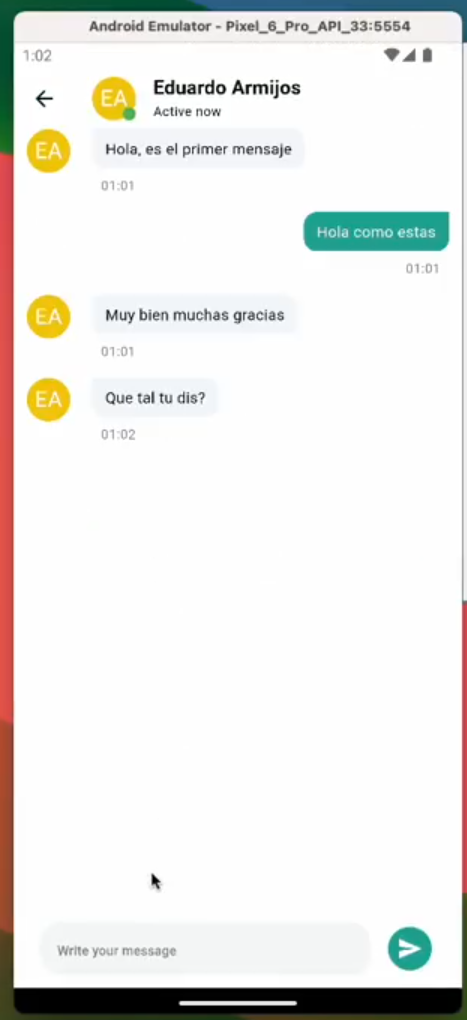 Android Emulator - Pixel_6_Pro_API_33:5554
1:02
EA
Eduardo Armijos
Active now
EA
Hola, es el primer mensaje
01:01
Hola como estas
01:01
EA
Muy bien muchas gracias
01:01
EA
Que tal tu dis?
01:02
Write your message